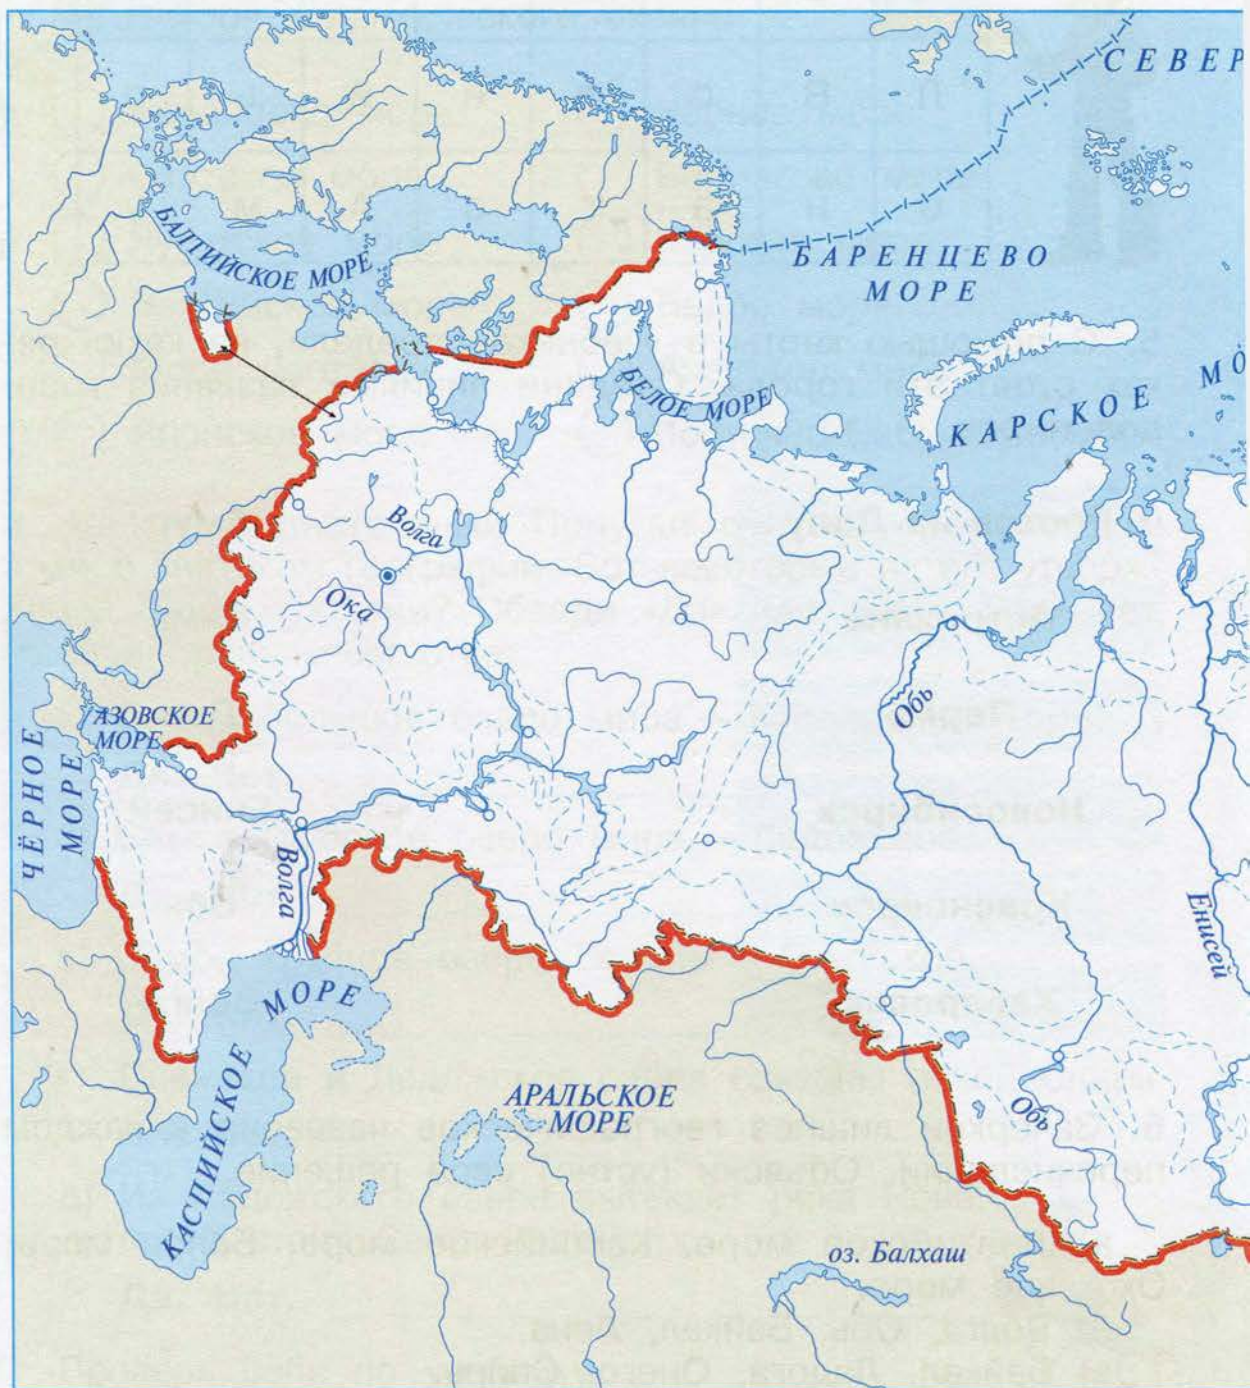 СЕВЕР
БАЛТИЙСКОЕ МОРЕ
БАРЕНЦЕВО
МОРЕ
БЕЛОЕ МОРЕ
КАРСКОЕ МО
Волга
Ока
Обь
АЗОВСКОЕ
МОРЕ
ЧЁРНОЕ
МОРЕ
Волга
Енисей
КАСПИЙСКОЕ МОРЕ
АРАЛЬСКОЕ
МОРЕ
Обь
оз. Балхаш